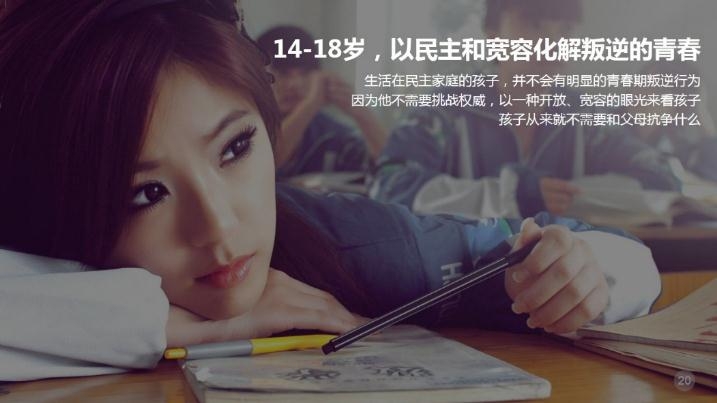 14-18岁，以民主和宽容化解叛逆的青春
生活在民主家庭的孩子，并不会有明显的青春期叛逆行为
因为他不需要挑战权威，以一种开放、宽容的眼光来看孩子
孩子从来就不需要和父母抗争什么
20